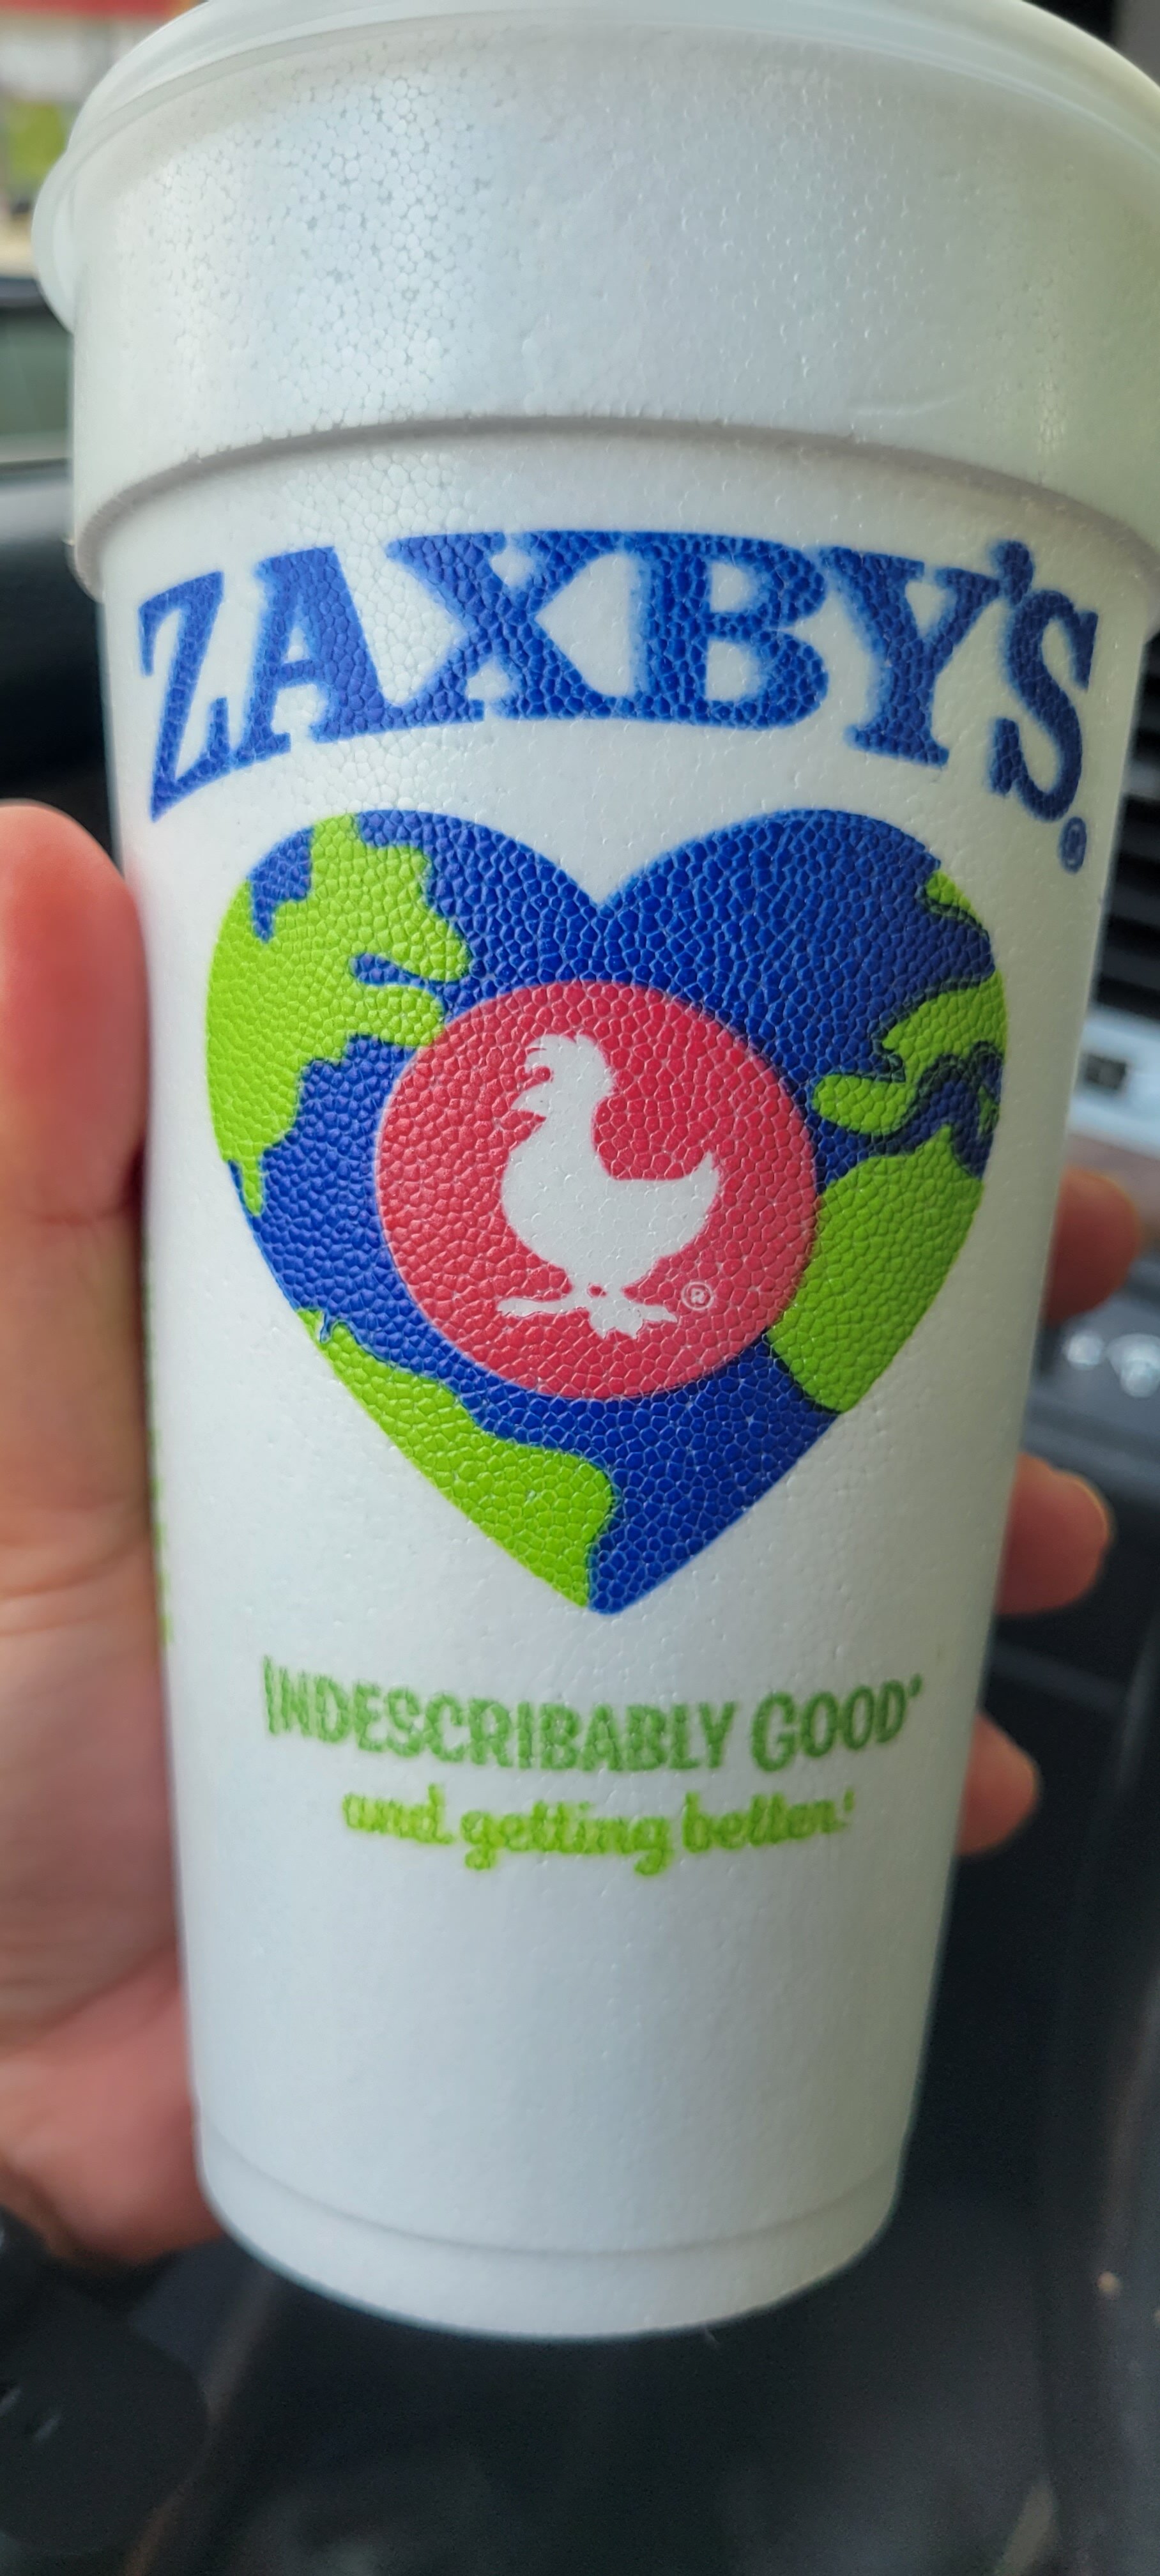 ZAXBY'S®
®
INDESCRIBABLY GOOD®
and getting better!